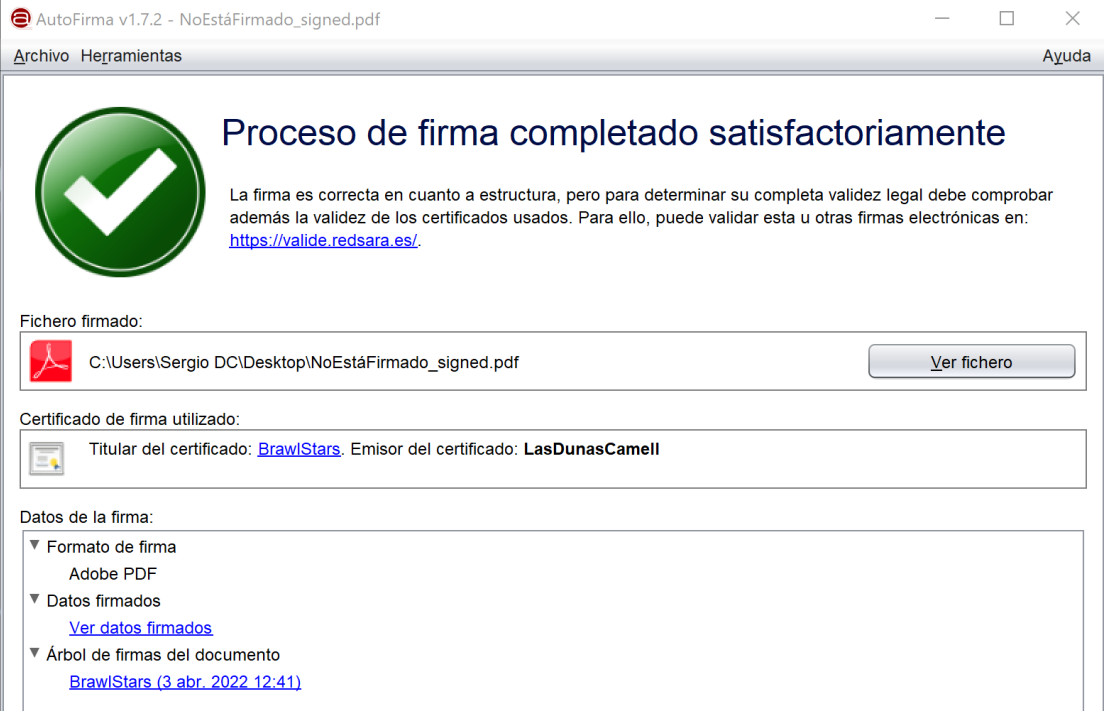 AutoFirma v1.7.2 - NoEstáFirmado_signed.pdf
Archivo Herramientas Ayuda
Proceso de firma completado satisfactoriamente
La firma es correcta en cuanto a estructura, pero para determinar su completa validez legal debe comprobar
además la validez de los certificados usados. Para ello, puede validar esta u otras firmas electrónicas en:
https://valide.redsara.es/.
Fichero firmado:
C:\Users\Sergio DC\Desktop\NoEstáFirmado_signed.pdf Ver fichero
Certificado de firma utilizado:
Titular del certificado: BrawlStars. Emisor del certificado: LasDunasCamell
Datos de la firma:
Formato de firma
Adobe PDF
Datos firmados
Ver datos firmados
Árbol de firmas del documento
BrawlStars (3 abr. 2022 12:41)